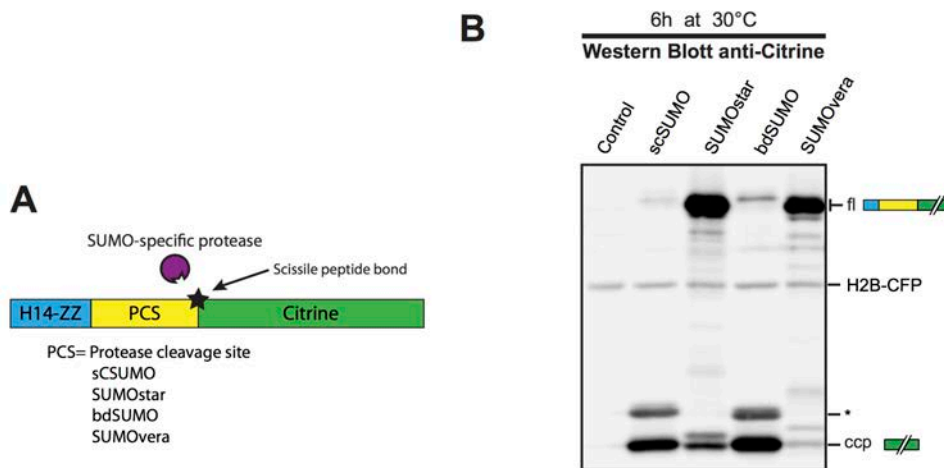 A
SUMO-specific protease
Scissile peptide bond
H14-ZZ PCS Citrine
PCS= Protease cleavage site
sCSUMO
SUMOstar
bdSUMO
SUMOvera
B
6h at 30°C
Western Blott anti-Citrine
Control scSUMO SUMOstar bdSUMO SUMOvera
fl
H2B-CFP
*
ccp